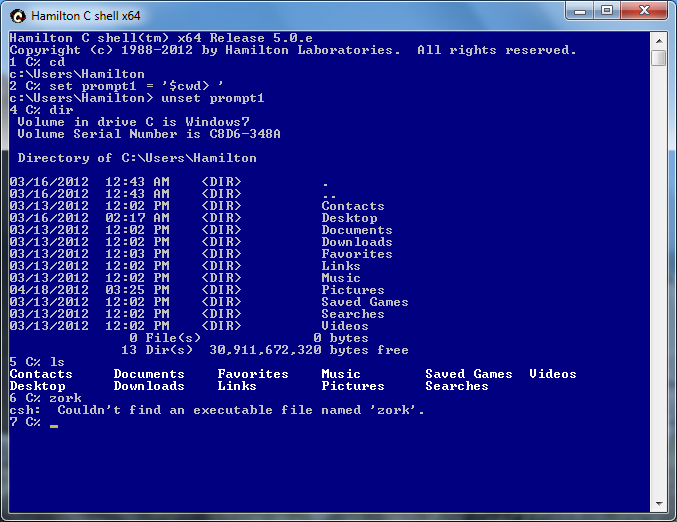 Hamilton C shell x64
Hamilton C shell(tm) x64 Release 5.0.e
Copyright (c) 1988-2012 by Hamilton Laboratories.  All rights reserved.
1 C% cd
c:\Users\Hamilton
2 C% set prompt1 = '$cwd> '
c:\Users\Hamilton> unset prompt1
4 C% dir
 Volume in drive C is Windows7
 Volume Serial Number is C8D6-348A
 Directory of C:\Users\Hamilton
03/16/2012  12:43 AM    <DIR>          .
03/16/2012  12:43 AM    <DIR>          ..
03/13/2012  12:02 PM    <DIR>          Contacts
03/16/2012  02:17 AM    <DIR>          Desktop
03/13/2012  12:02 PM    <DIR>          Documents
03/13/2012  12:02 PM    <DIR>          Downloads
03/13/2012  12:03 PM    <DIR>          Favorites
03/13/2012  12:02 PM    <DIR>          Links
03/13/2012  12:02 PM    <DIR>          Music
04/18/2012  03:25 PM    <DIR>          Pictures
03/13/2012  12:02 PM    <DIR>          Saved Games
03/13/2012  12:02 PM    <DIR>          Searches
03/13/2012  12:02 PM    <DIR>          Videos
               0 File(s)              0 bytes
              13 Dir(s)  30,911,672,320 bytes free
5 C% ls
Contacts     Documents    Favorites    Music        Saved Games  Videos
Desktop      Downloads    Links        Pictures     Searches
6 C% zork
csh:  Couldn't find an executable file named 'zork'.
7 C% _